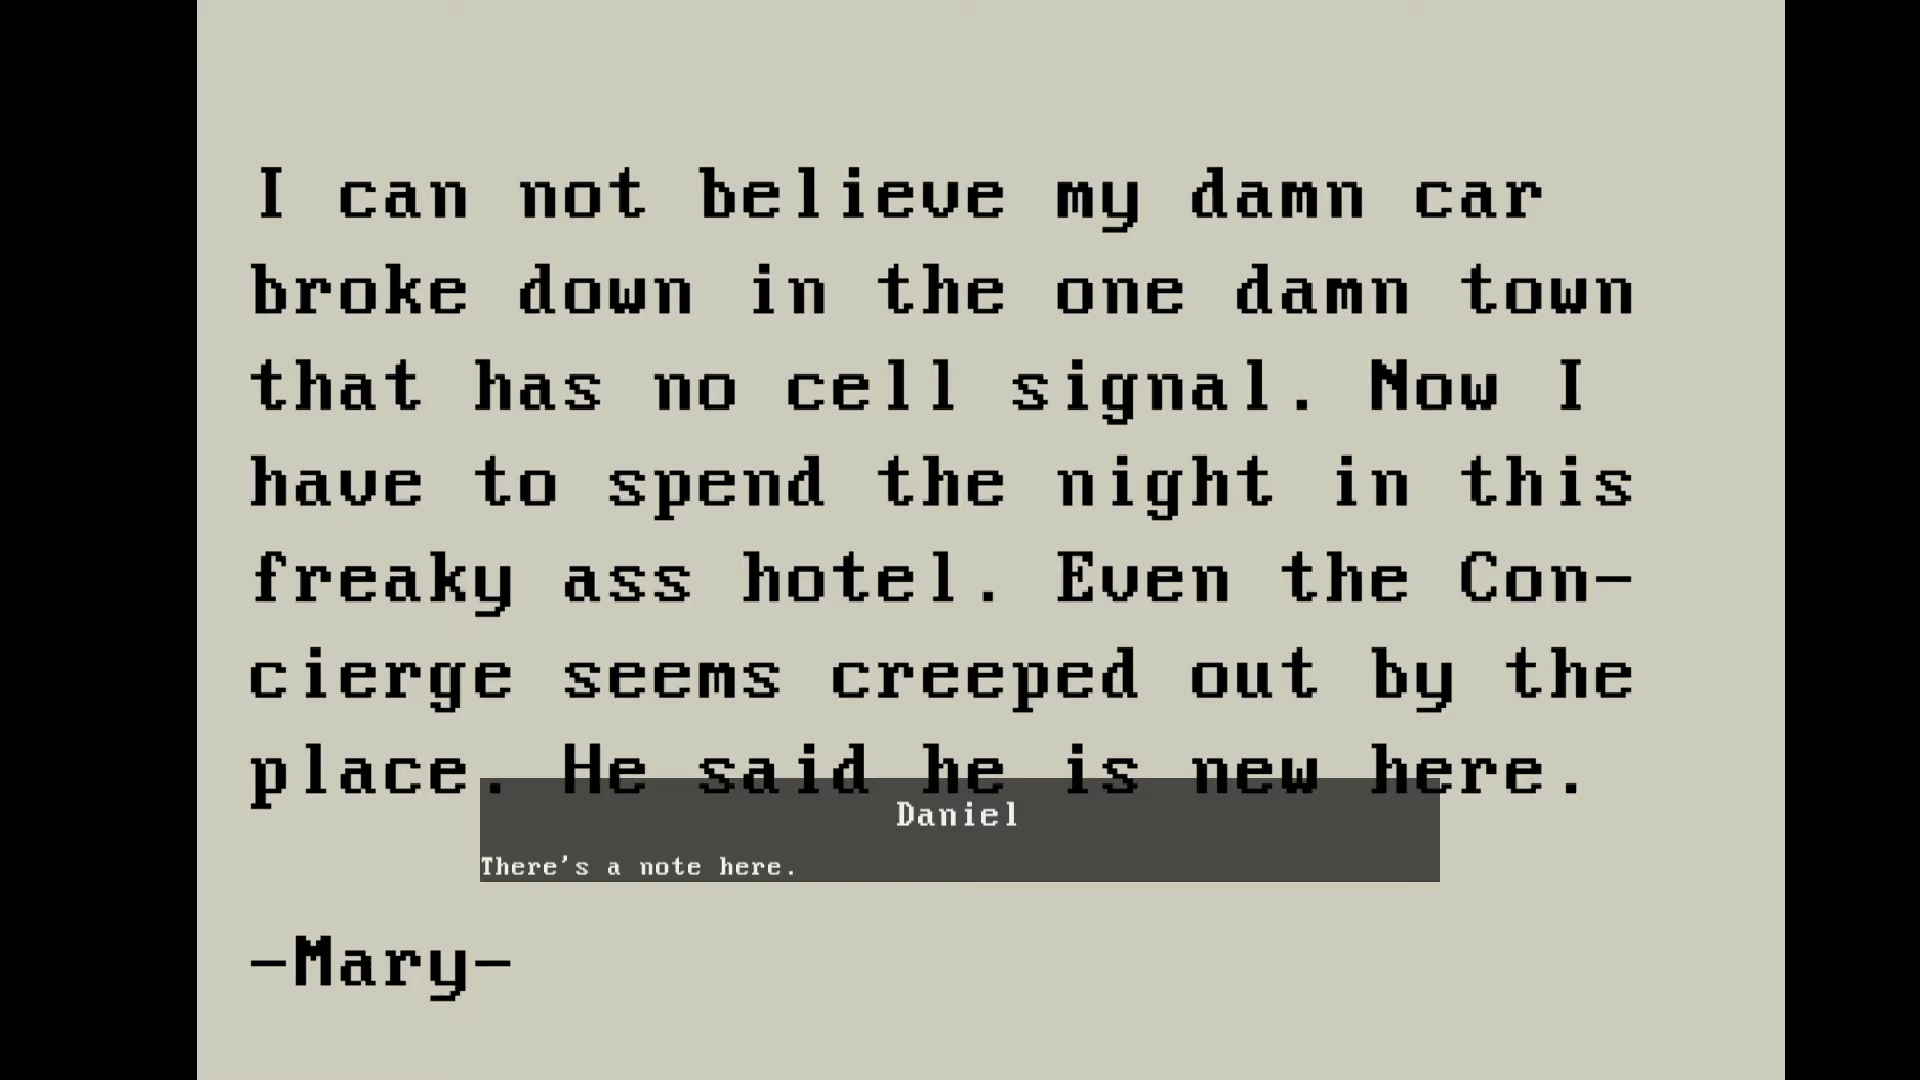 I can not believe my damn car
broke down in the one damn town
that has no cell signal. Now I
have to spend the night in this
freaky ass hotel. Even the Con-
cierge seems creeped out by the
place. He said he is new here.
Daniel
There's a note here.
-Mary-